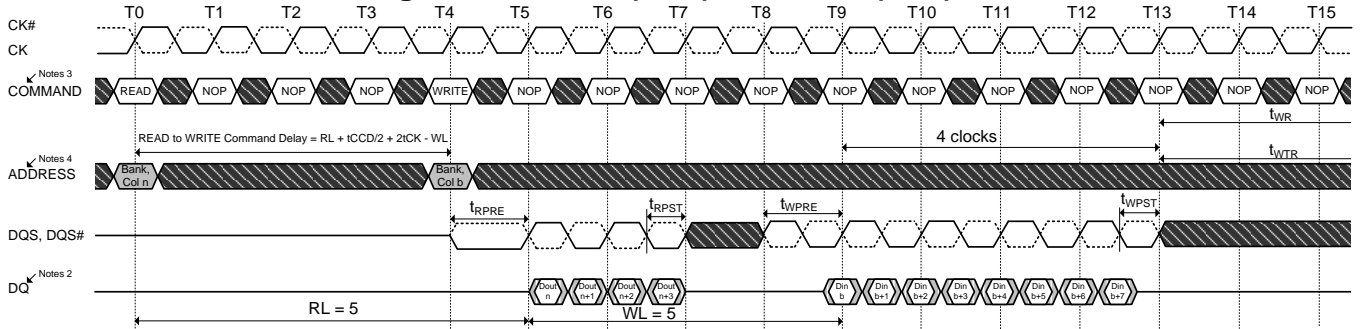 T0 T1 T2 T3 T4 T5 T6 T7 T8 T9 T10 T11 T12 T13 T14 T15
CK#
CK
Notes 3
COMMAND READ NOP NOP NOP WRITE NOP NOP NOP NOP NOP NOP NOP NOP NOP NOP NOP
tWR
READ to WRITE Command Delay = RL + tCCD/2 + 2tCK - WL
4 clocks
tWTR
Notes 4
ADDRESS Bank, Col n Bank, Col b
tRPRE tRPST tWPRE tWPST
DQS, DQS#
Notes 2
DQ Dout n Dout n+1 Dout n+2 Dout n+3 Din b Din b+1 Din b+2 Din b+3 Din b+4 Din b+5 Din b+6 Din b+7
RL = 5 WL = 5